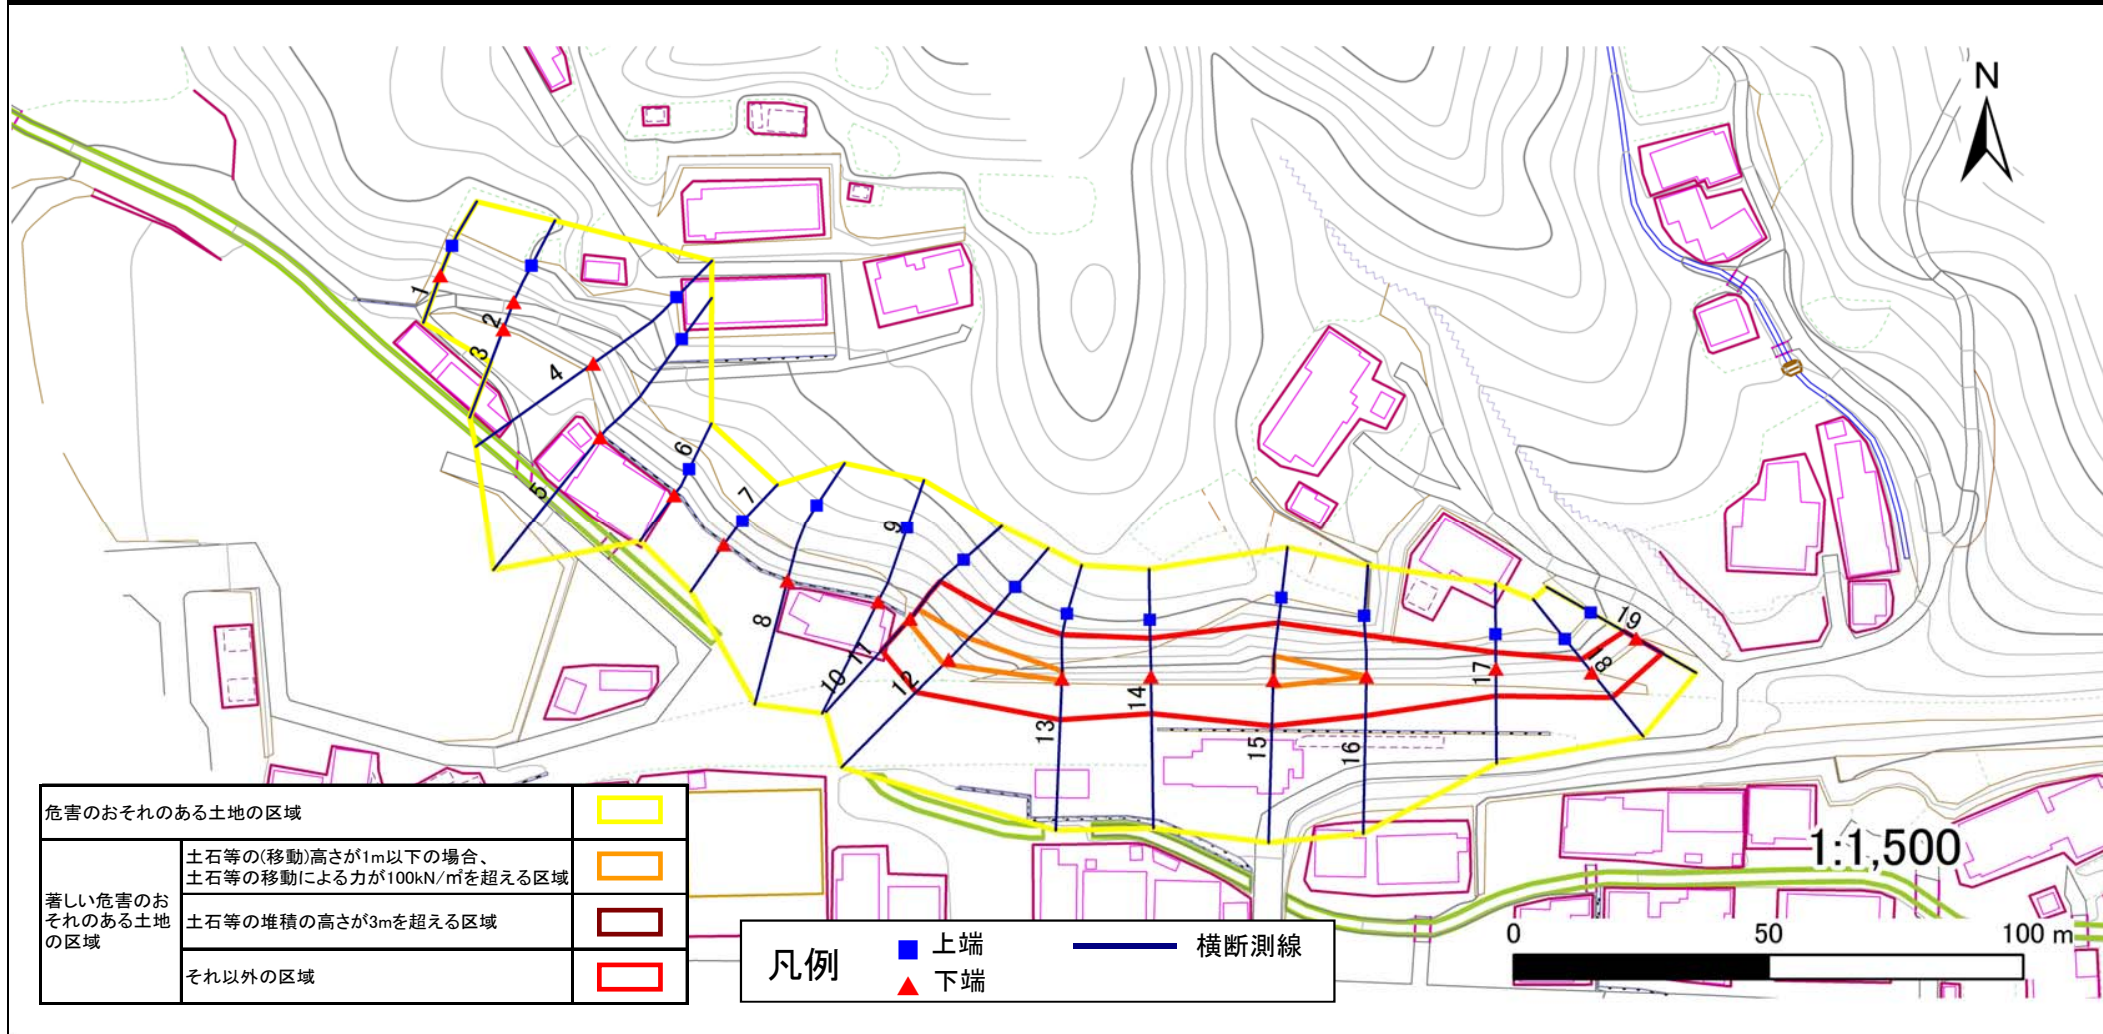 N
1
2
3
4
5
6
7
8
9
10
11
12
13
14
15
16
17
18
19
危害のおそれのある土地の区域
著しい危害のお
それのある土地
の区域
土石等の(移動)高さが1m以下の場合、
土石等の移動による力が100kN/㎡を超える区域
土石等の堆積の高さが3mを超える区域
それ以外の区域
凡例
上端
下端
横断測線
1:1,500
0 50 100 m